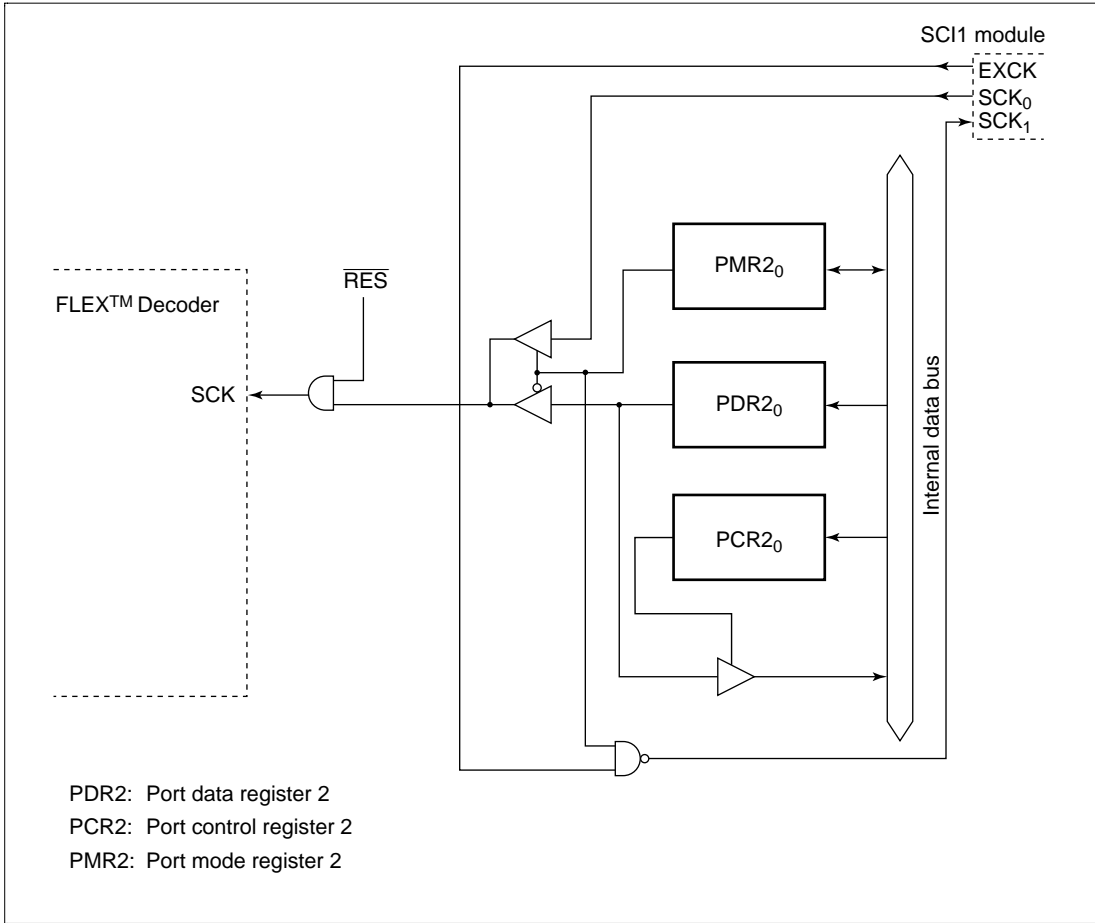 SCI1 module
EXCK
SCK0
SCK1
PMR20
RES
FLEX™ Decoder
SCK
PDR20
Internal data bus
PCR20
PDR2: Port data register 2
PCR2: Port control register 2
PMR2: Port mode register 2